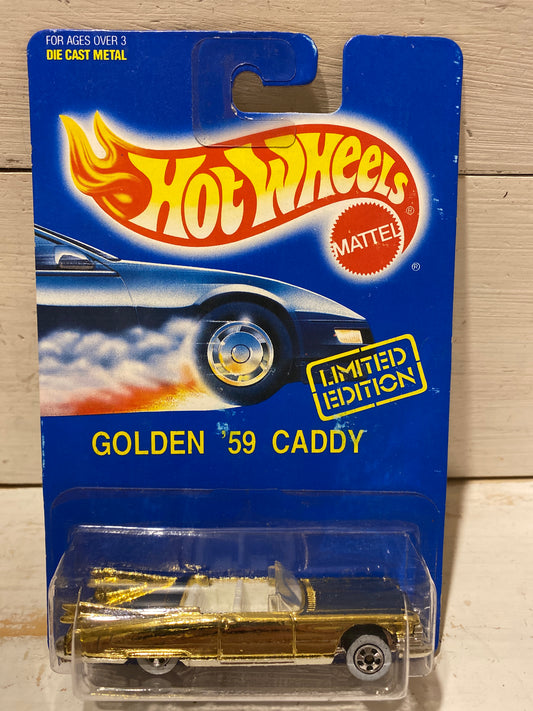 FOR AGES OVER 3
DIE CAST METAL
HOT WHEELS ®
MATTEL
®
LIMITED
EDITION
GOLDEN '59 CADDY